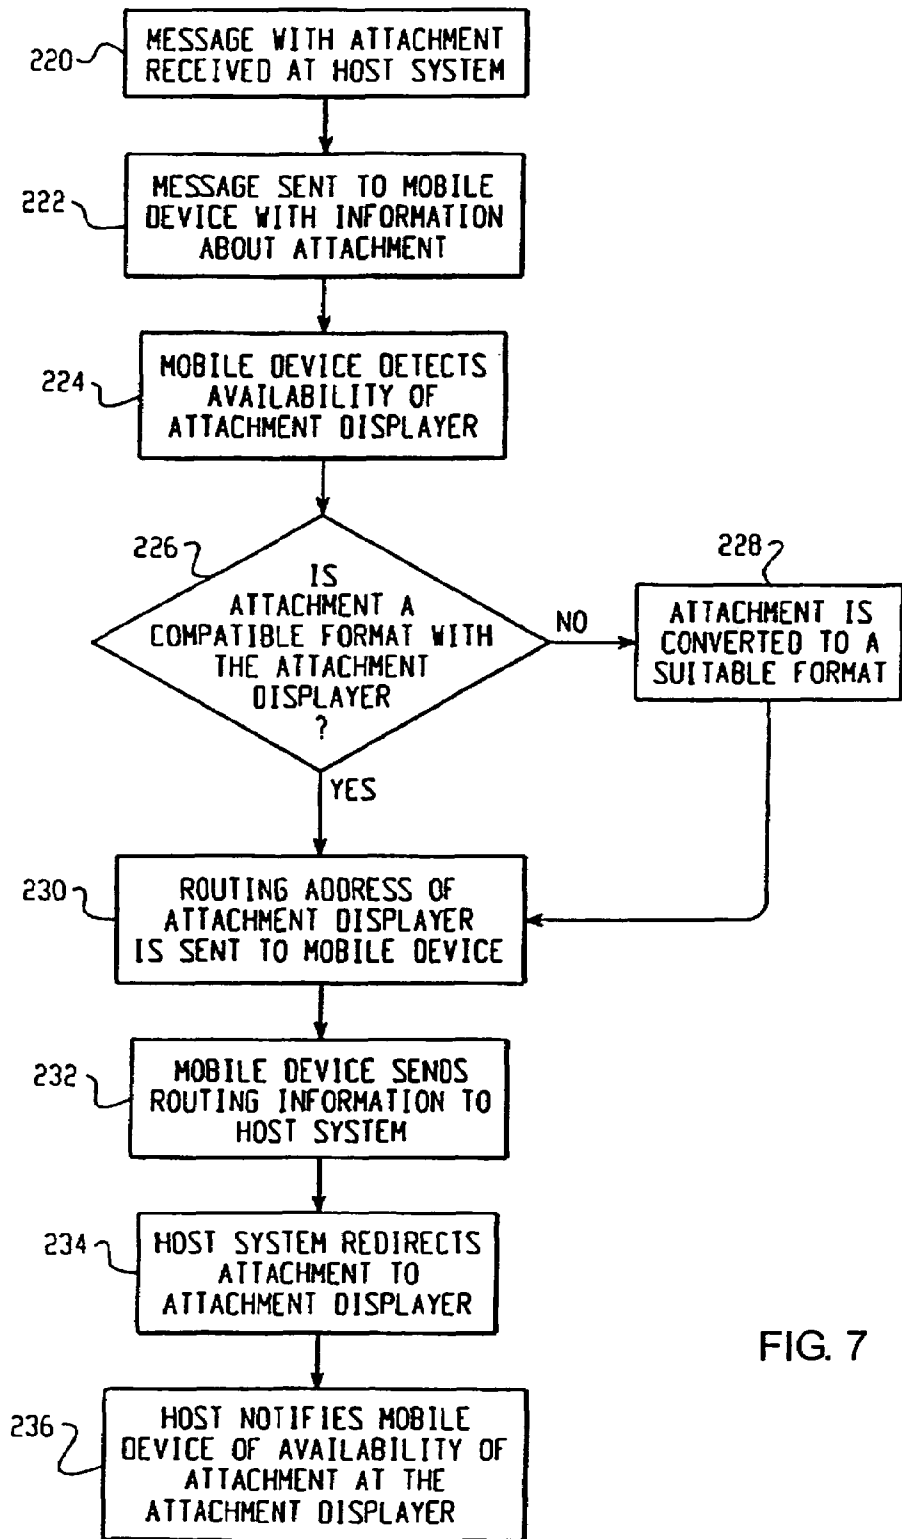 220
MESSAGE WITH ATTACHMENT
RECEIVED AT HOST SYSTEM
222
MESSAGE SENT TO MOBILE
DEVICE WITH INFORMATION
ABOUT ATTACHMENT
224
MOBILE DEVICE DETECTS
AVAILABILITY OF
ATTACHMENT DISPLAYER
226
IS
ATTACHMENT A
COMPATIBLE FORMAT WITH
THE ATTACHMENT
DISPLAYER
?
NO
228
ATTACHMENT IS
CONVERTED TO A
SUITABLE FORMAT
YES
230
ROUTING ADDRESS OF
ATTACHMENT DISPLAYER
IS SENT TO MOBILE DEVICE
232
MOBILE DEVICE SENDS
ROUTING INFORMATION TO
HOST SYSTEM
234
HOST SYSTEM REDIRECTS
ATTACHMENT TO
ATTACHMENT DISPLAYER
236
HOST NOTIFIES MOBILE
DEVICE OF AVAILABILITY OF
ATTACHMENT AT THE
ATTACHMENT DISPLAYER
FIG. 7